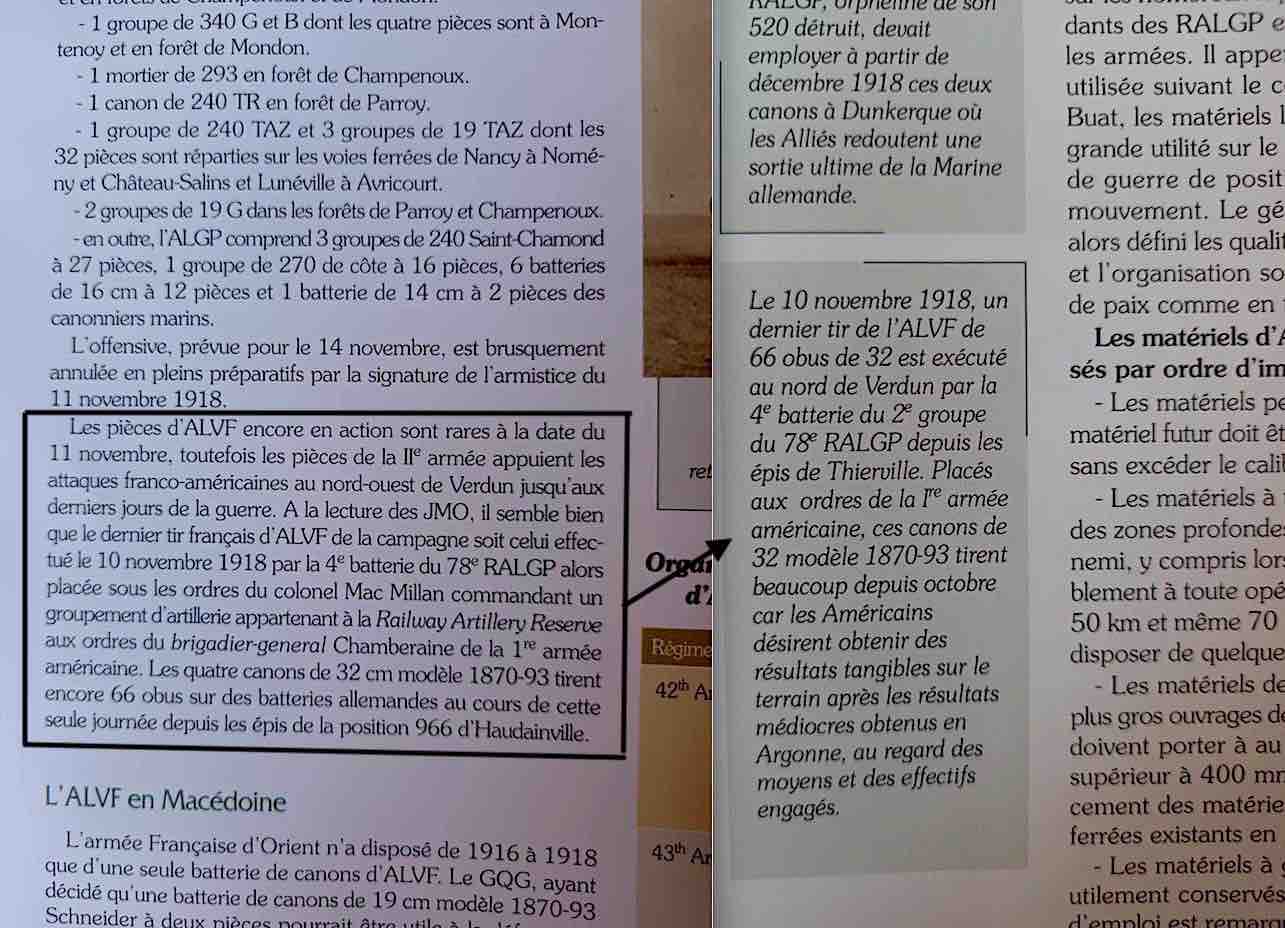 - 1 groupe de 340 G et B dont les quatre pièces sont à Mon-
tenoy et en forêt de Mondon.
- 1 mortier de 293 en forêt de Champenoux.
- 1 canon de 240 TR en forêt de Parroy.
- 1 groupe de 240 TAZ et 3 groupes de 19 TAZ dont les
32 pièces sont réparties sur les voies ferrées de Nancy à Nomé-
ny et Château-Salins et Lunéville à Avricourt.
- 2 groupes de 19 G dans les forêts de Parroy et Champenoux.
- en outre, l'ALGP comprend 3 groupes de 240 Saint-Chamond
à 27 pièces, 1 groupe de 270 de côte à 16 pièces, 6 batteries
de 16 cm à 12 pièces et 1 batterie de 14 cm à 2 pièces des
canonniers marins.
L'offensive, prévue pour le 14 novembre, est brusquement
annulée en pleins préparatifs par la signature de l'armistice du
11 novembre 1918.
Les pièces d'ALVF encore en action sont rares à la date du
11 novembre, toutefois les pièces de la IIe armée appuient les
attaques franco-américaines au nord-ouest de Verdun jusqu'aux
derniers jours de la guerre. A la lecture des JMO, il semble bien
que le dernier tir français d'ALVF de la campagne soit celui effec-
tué le 10 novembre 1918 par la 4e batterie du 78e RALGP alors
placée sous les ordres du colonel Mac Millan commandant un
groupement d'artillerie appartenant à la Railway Artillery Reserve
aux ordres du brigadier-general Chamberaine de la 1re armée
américaine. Les quatre canons de 32 cm modèle 1870-93 tirent
encore 66 obus sur des batteries allemandes au cours de cette
seule journée depuis les épis de la position 966 d'Haudainville.
L'ALVF en Macédoine
L'armée Française d'Orient n'a disposé de 1916 à 1918
que d'une seule batterie de canons d'ALVF. Le GQG, ayant
décidé qu'une batterie de canons de 19 cm modèle 1870-93
Schneider à deux pièces pourrait être utile à la
ret
Orga
d'
Régime
42th A
43th Ar
RALGP, orpheline de son
520 détruit, devait
employer à partir de
décembre 1918 ces deux
canons à Dunkerque où
les Alliés redoutent une
sortie ultime de la Marine
allemande.
Le 10 novembre 1918, un
dernier tir de l'ALVF de
66 obus de 32 est exécuté
au nord de Verdun par la
4e batterie du 2e groupe
du 78e RALGP depuis les
épis de Thierville. Placés
aux ordres de la Ire armée
américaine, ces canons de
32 modèle 1870-93 tirent
beaucoup depuis octobre
car les Américains
désirent obtenir des
résultats tangibles sur le
terrain après les résultats
médiocres obtenus en
Argonne, au regard des
moyens et des effectifs
engagés.
dants des RALGP e
les armées. Il appe
utilisée suivant le c
Buat, les matériels l
grande utilité sur le
de guerre de posit
mouvement. Le gé
alors défini les qualit
et l'organisation so
de paix comme en
Les matériels d'A
sés par ordre d'im
- Les matériels pe
matériel futur doit êt
sans excéder le calib
- Les matériels à
des zones profondes
nemi, y compris lors
blement à toute opé
50 km et même 70
disposer de quelque
- Les matériels de
plus gros ouvrages de
doivent porter à au
supérieur à 400 mm
cement des matérie
ferrées existants en
- Les matériels à g
utilement conservés
d'emploi est remarqu